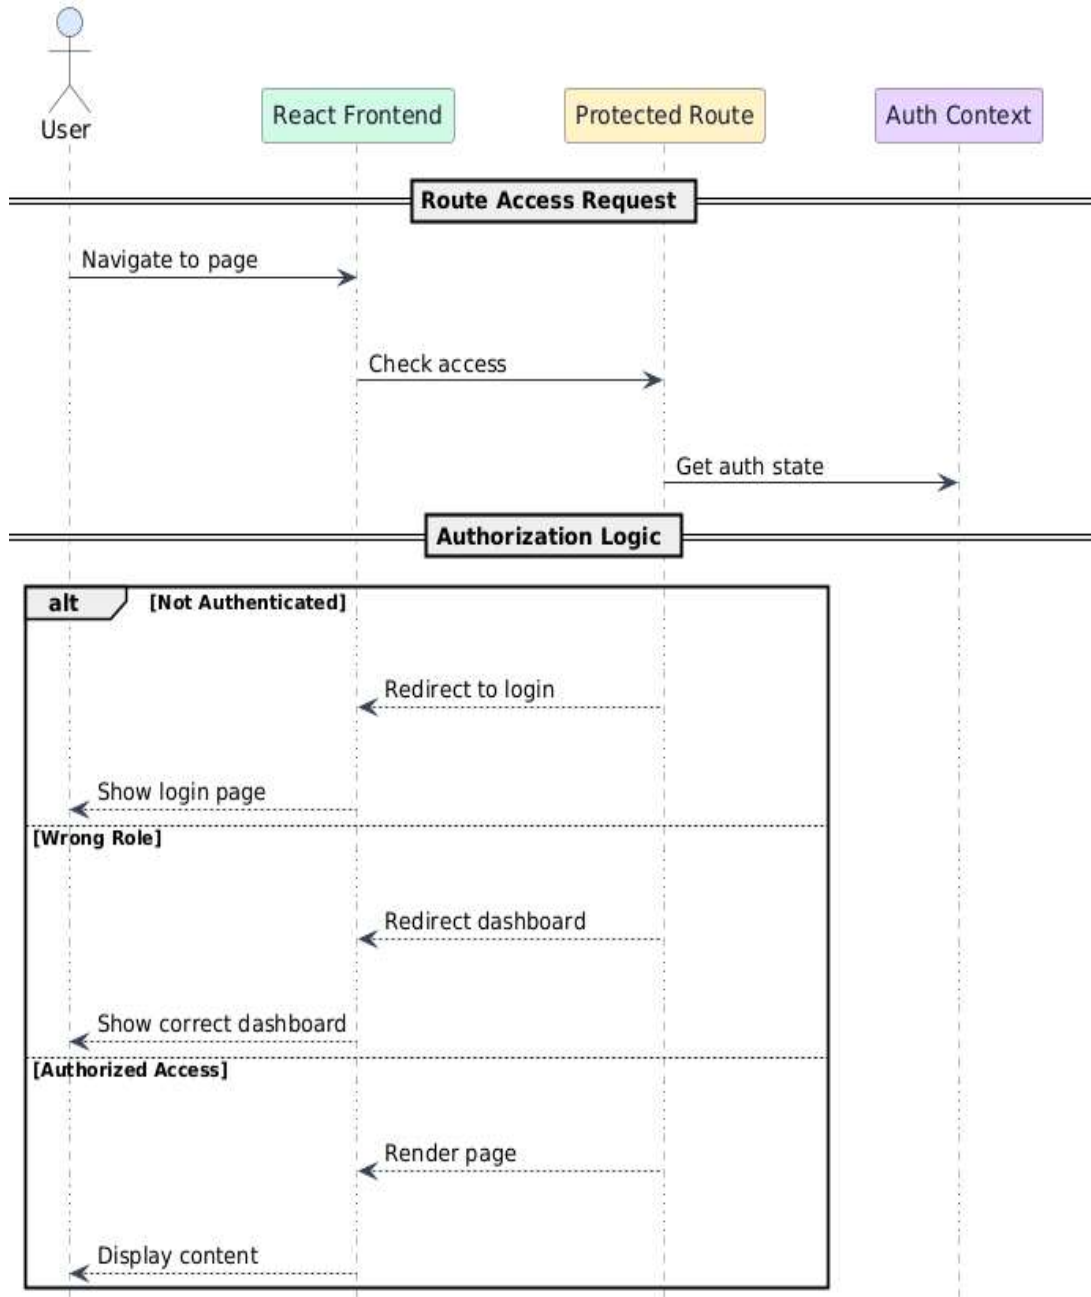 User
React Frontend
Protected Route
Auth Context
Route Access Request
Navigate to page
Check access
Get auth state
Authorization Logic
alt [Not Authenticated]
Redirect to login
Show login page
[Wrong Role]
Redirect dashboard
Show correct dashboard
[Authorized Access]
Render page
Display content